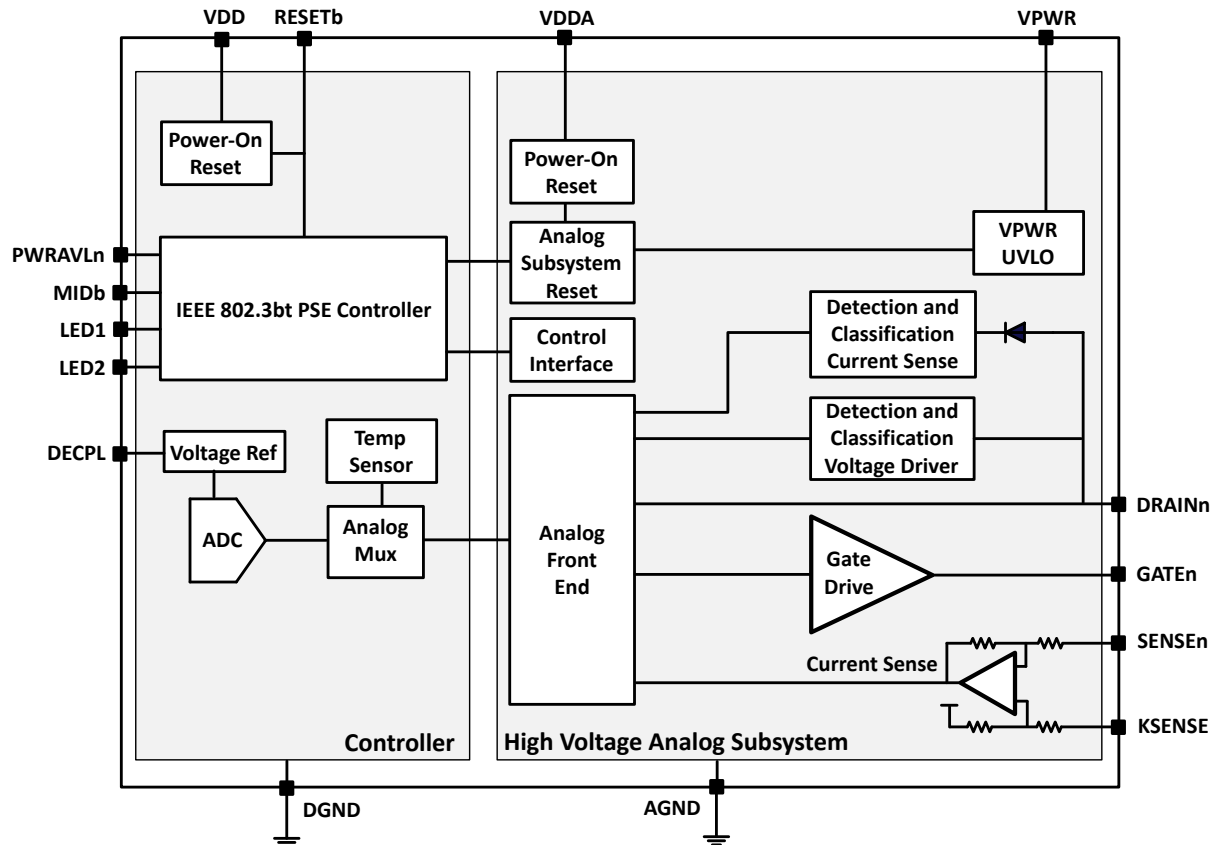 VDD
RESETb
VDDA
VPWR
Power-On
Reset
Power-On
Reset
PWRAVLn
MIDb
LED1
LED2
IEEE 802.3bt PSE Controller
Analog
Subsystem
Reset
VPWR
UVLO
Control
Interface
Detection and
Classification
Current Sense
DECPL
Voltage Ref
Temp
Sensor
Detection and
Classification
Voltage Driver
ADC
Analog
Mux
Analog
Front
End
DRAINn
Gate
Drive
GATEn
SENSEn
Current Sense
KSENSE
Controller
High Voltage Analog Subsystem
DGND
AGND